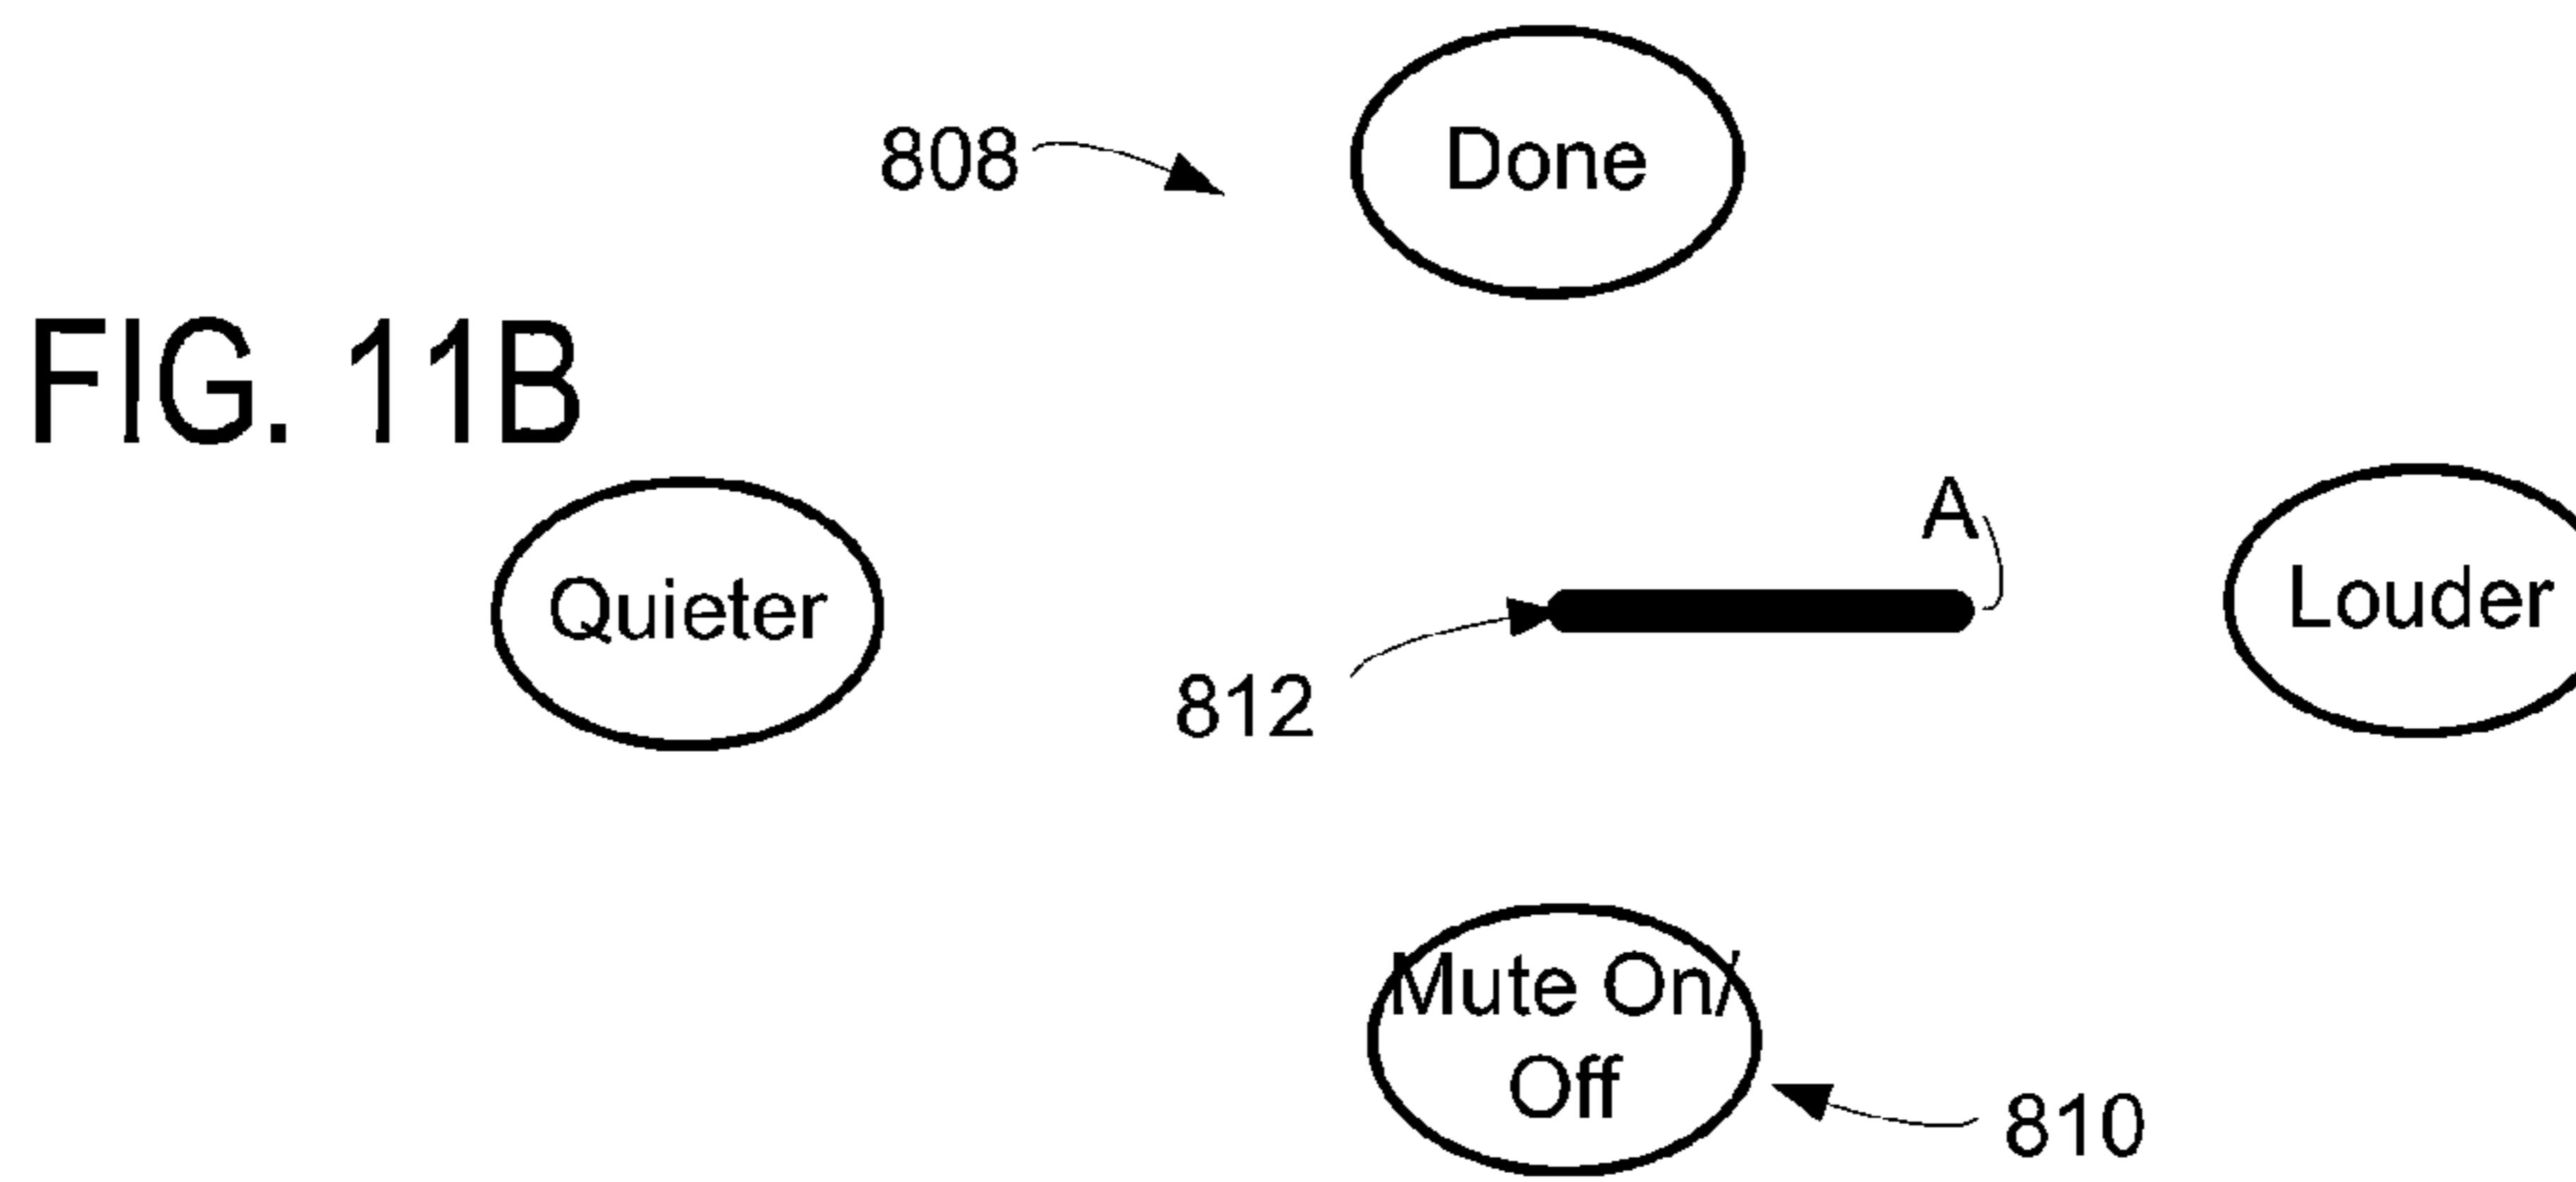 Done
808
FIG. 11B
A
Quieter
Louder
812
Mute On/
Off
810